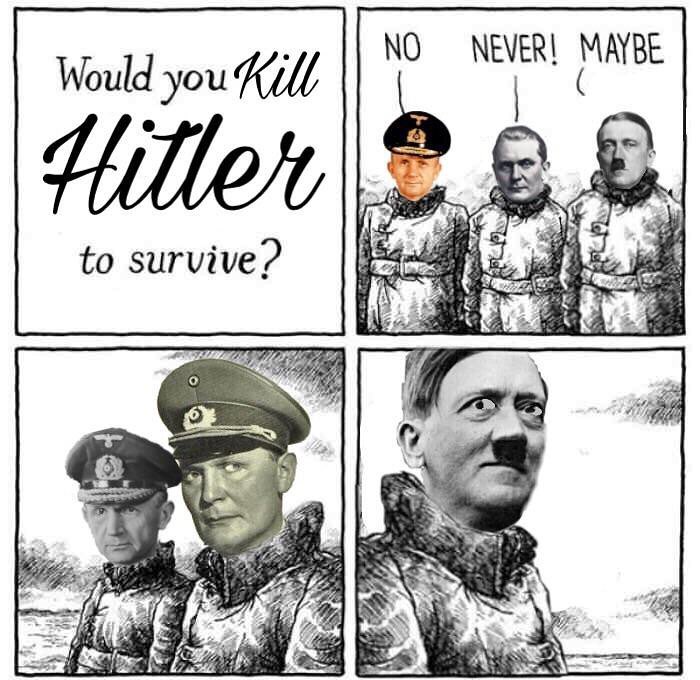 Would you Kill
Hitler
to survive?
NO
NEVER!
MAYBE